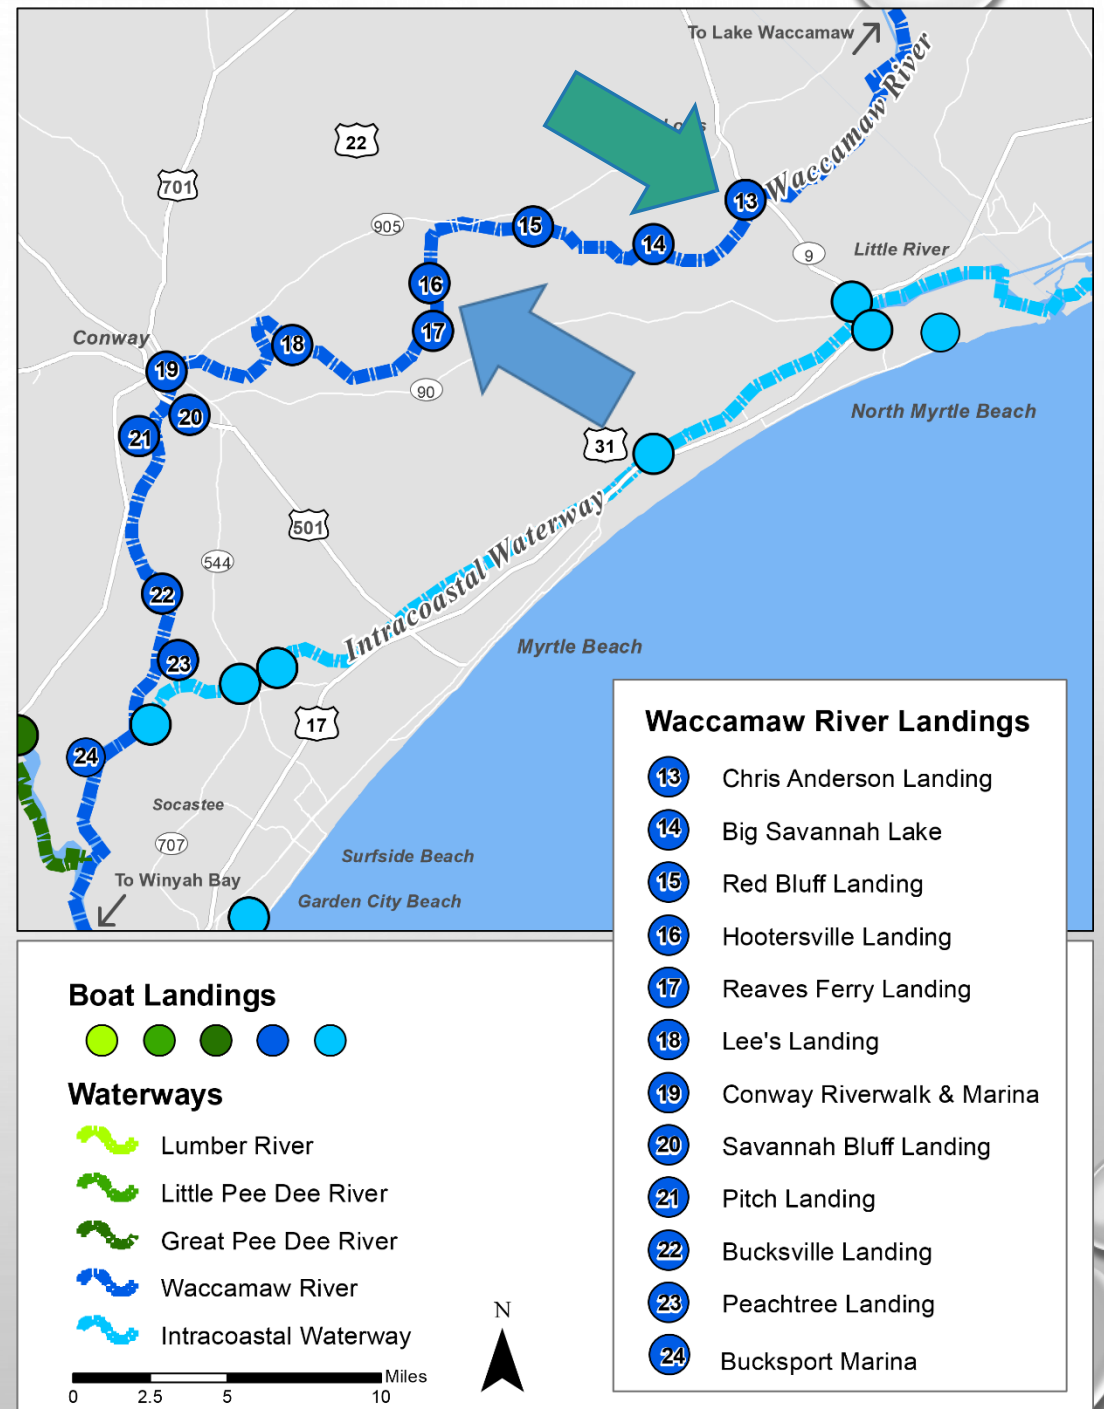 To Lake Waccamaw
Waccamaw River
22
701
905
13
15
14
9
Little River
16
17
Conway
18
19
90
20
21
North Myrtle Beach
31
501
Intracoastal Waterway
544
22
Myrtle Beach
23
17
24
Socastee
707
Surfside Beach
To Winyah Bay
Garden City Beach
Waccamaw River Landings
13 Chris Anderson Landing
14 Big Savannah Lake
15 Red Bluff Landing
16 Hootersville Landing
17 Reaves Ferry Landing
18 Lee's Landing
19 Conway Riverwalk & Marina
20 Savannah Bluff Landing
21 Pitch Landing
22 Bucksville Landing
23 Peachtree Landing
24 Bucksport Marina
Boat Landings
Waterways
Lumber River
Little Pee Dee River
Great Pee Dee River
Waccamaw River
Intracoastal Waterway
N
Miles
0 2.5 5 10